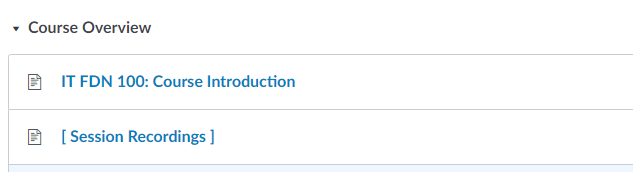 Course Overview
IT FDN 100: Course Introduction
[ Session Recordings ]